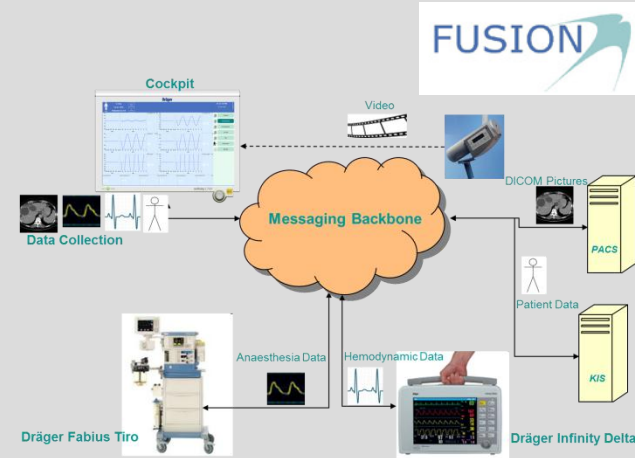 FUSION
Cockpit
Dräger
Video
DICOM Pictures
Messaging Backbone
Data Collection
PACS
Patient Data
Anaesthesia Data
Hemodynamic Data
KIS
Dräger Fabius Tiro
Dräger Infinity Delta